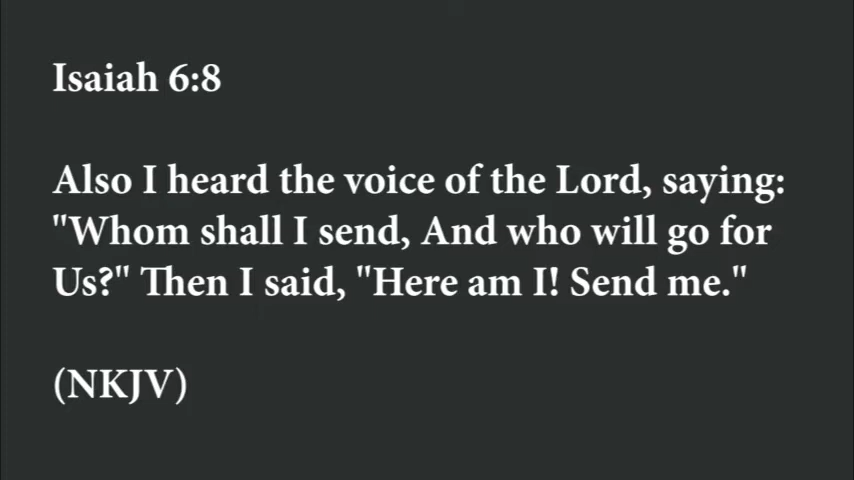 Isaiah 6:8
Also I heard the voice of the Lord, saying:
"Whom shall I send, And who will go for
Us?" Then I said, "Here am I! Send me."
(NKJV)